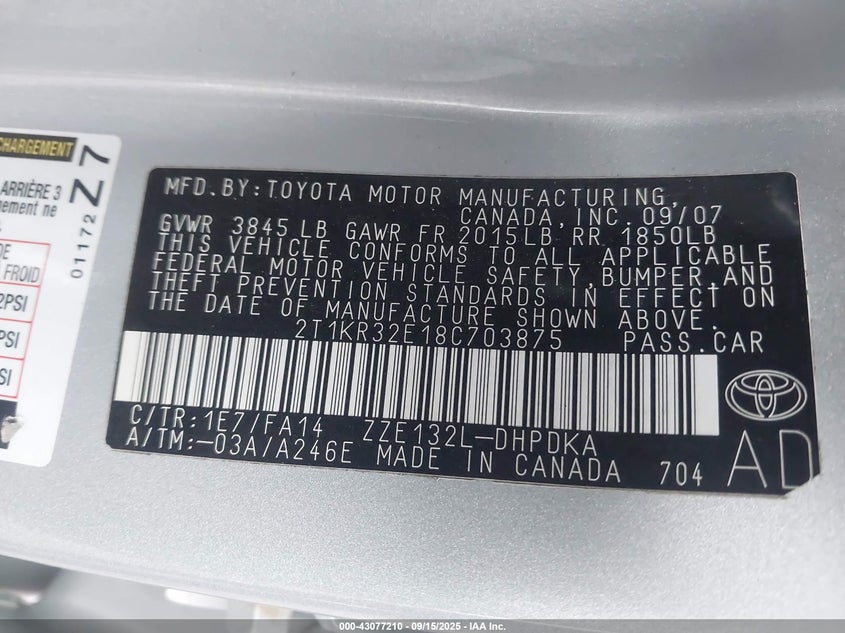 CHARGEMENT
ARRIÈRE 3
nement ne
DE
FROID
2PSI
PSI
SI
01172
Z7
MFD. BY: TOYOTA MOTOR MANUFACTURING,
CANADA, INC. 09/07
GVWR 3845 LB GAWR FR 2015LB RR 1850LB
THIS VEHICLE CONFORMS TO ALL APPLICABLE
FEDERAL MOTOR VEHICLE SAFETY, BUMPER, AND
THEFT PREVENTION STANDARDS IN EFFECT ON
THE DATE OF MANUFACTURE SHOWN ABOVE.
2T1KR32E18C703875 PASS. CAR
C/TR: 1E7/FA14 ZZE132L-DHPDKA
A/TM:-03A/A246E MADE IN CANADA 704
AD
000-43077210 - 09/15/2025 - IAA Inc.